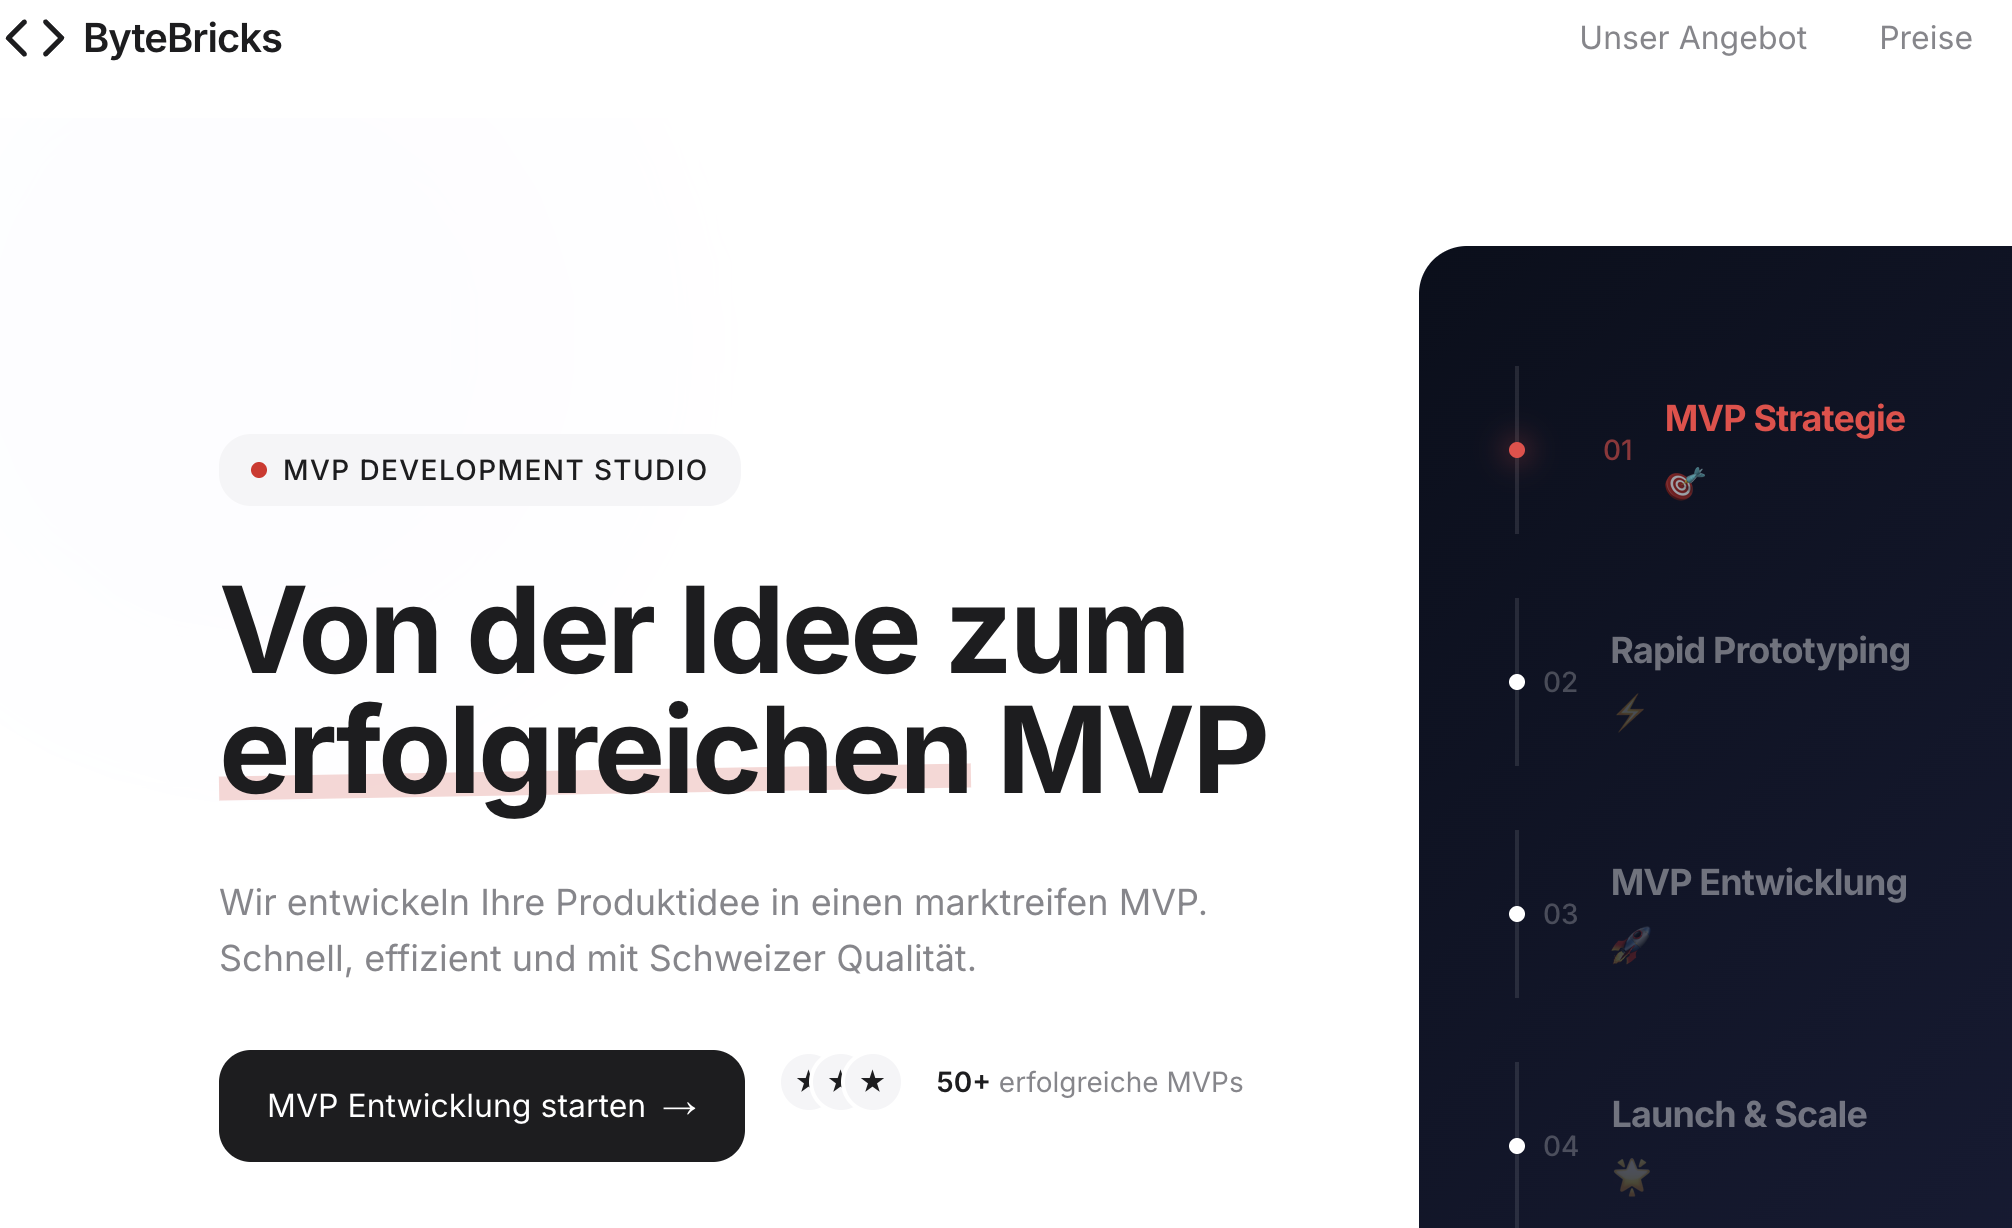 ByteBricks
Unser Angebot
Preise
MVP DEVELOPMENT STUDIO
Von der Idee zum
erfolgreichen MVP
Wir entwickeln Ihre Produktidee in einen marktreifen MVP.
Schnell, effizient und mit Schweizer Qualität.
MVP Entwicklung starten →
50+ erfolgreiche MVPs
01
MVP Strategie
02
Rapid Prototyping
03
MVP Entwicklung
04
Launch & Scale